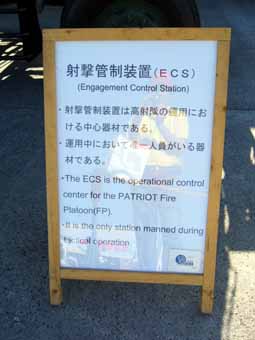 射撃管制装置(ECS)
(Engagement Control Station)
・射撃管制装置は高射隊の運用にお
ける中心器材である。
・運用中において唯一人員がいる器
材である。
・The ECS is the operational control
center for the PATRIOT Fire
Platoon(FP).
・It is the only station manned during
tactical operation